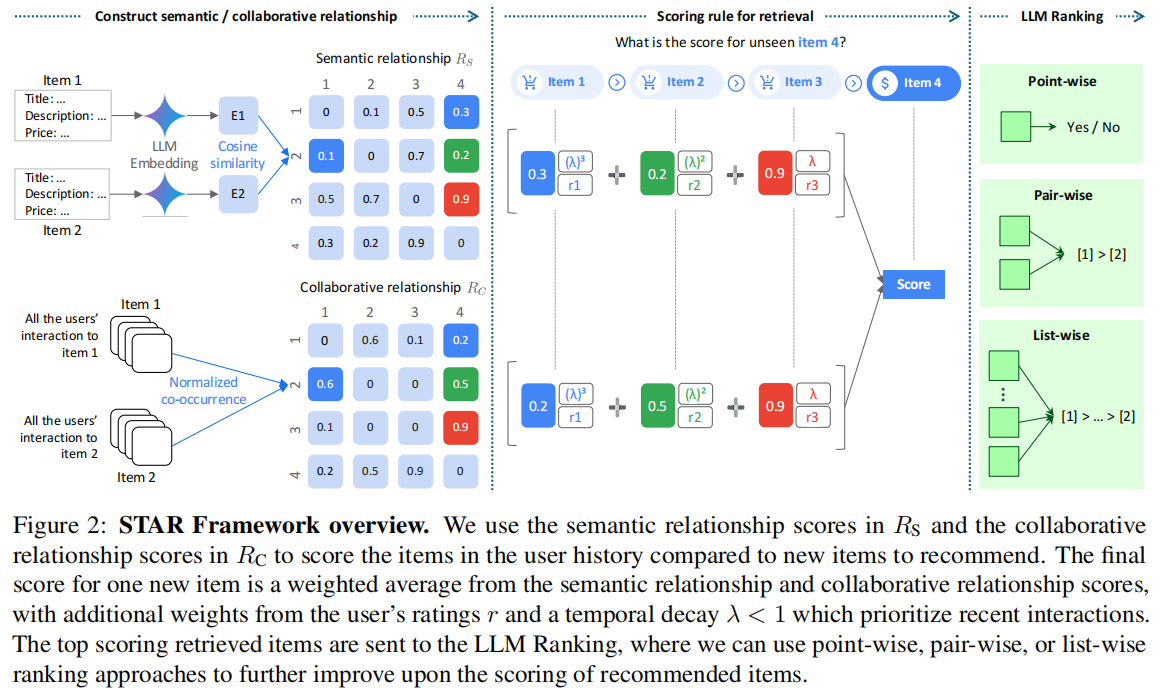 Construct semantic / collaborative relationship
Scoring rule for retrieval
LLM Ranking
Item 1
Title: ...
Description: ...
Price: ...
LLM
Embedding
E1
Cosine
similarity
E2
Title: ...
Description: ...
Price: ...
Item 2
Semantic relationship R_S
1 2 3 4
1 0 0.1 0.5 0.3
2 0.1 0 0.7 0.2
3 0.5 0.7 0 0.9
4 0.3 0.2 0.9 0
All the users'
interaction to
item 1
Item 1
Normalized
co-occurrence
All the users'
interaction to
item 2
Item 2
Collaborative relationship R_C
1 2 3 4
1 0 0.6 0.1 0.2
2 0.6 0 0 0.5
3 0.1 0 0 0.9
4 0.2 0.5 0.9 0
What is the score for unseen item 4?
Item 1 > Item 2 > Item 3 > $ Item 4
0.3 (λ)³ r1 + 0.2 (λ)² r2 + 0.9 λ r3
Score
0.2 (λ)³ r1 + 0.5 (λ)² r2 + 0.9 λ r3
Point-wise
Yes / No
Pair-wise
[1] > [2]
List-wise
[1] > ... > [2]
Figure 2: STAR Framework overview. We use the semantic relationship scores in R_S and the collaborative
relationship scores in R_C to score the items in the user history compared to new items to recommend. The final
score for one new item is a weighted average from the semantic relationship and collaborative relationship scores,
with additional weights from the user's ratings r and a temporal decay λ < 1 which prioritize recent interactions.
The top scoring retrieved items are sent to the LLM Ranking, where we can use point-wise, pair-wise, or list-wise
ranking approaches to further improve upon the scoring of recommended items.